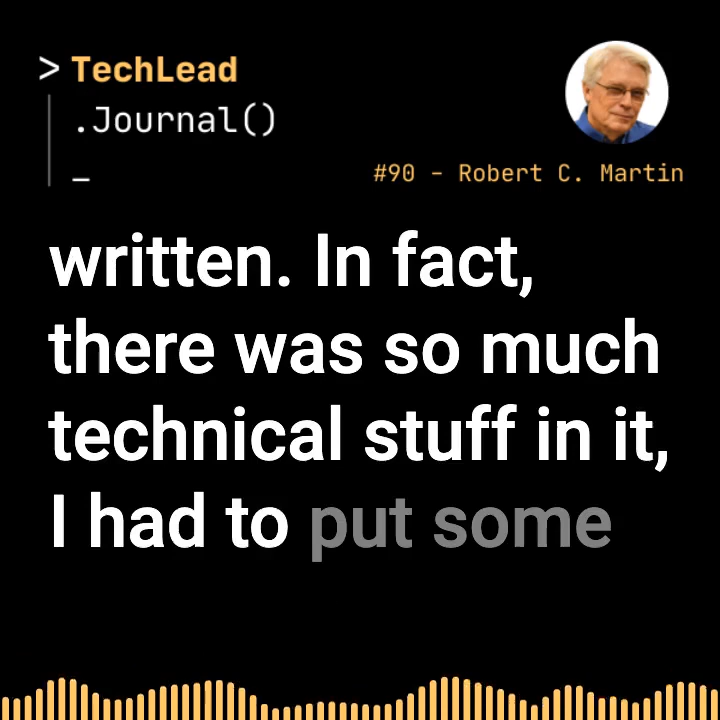 > TechLead
.Journal()
_
#90 – Robert C. Martin
written. In fact,
there was so much
technical stuff in it,
I had to put some